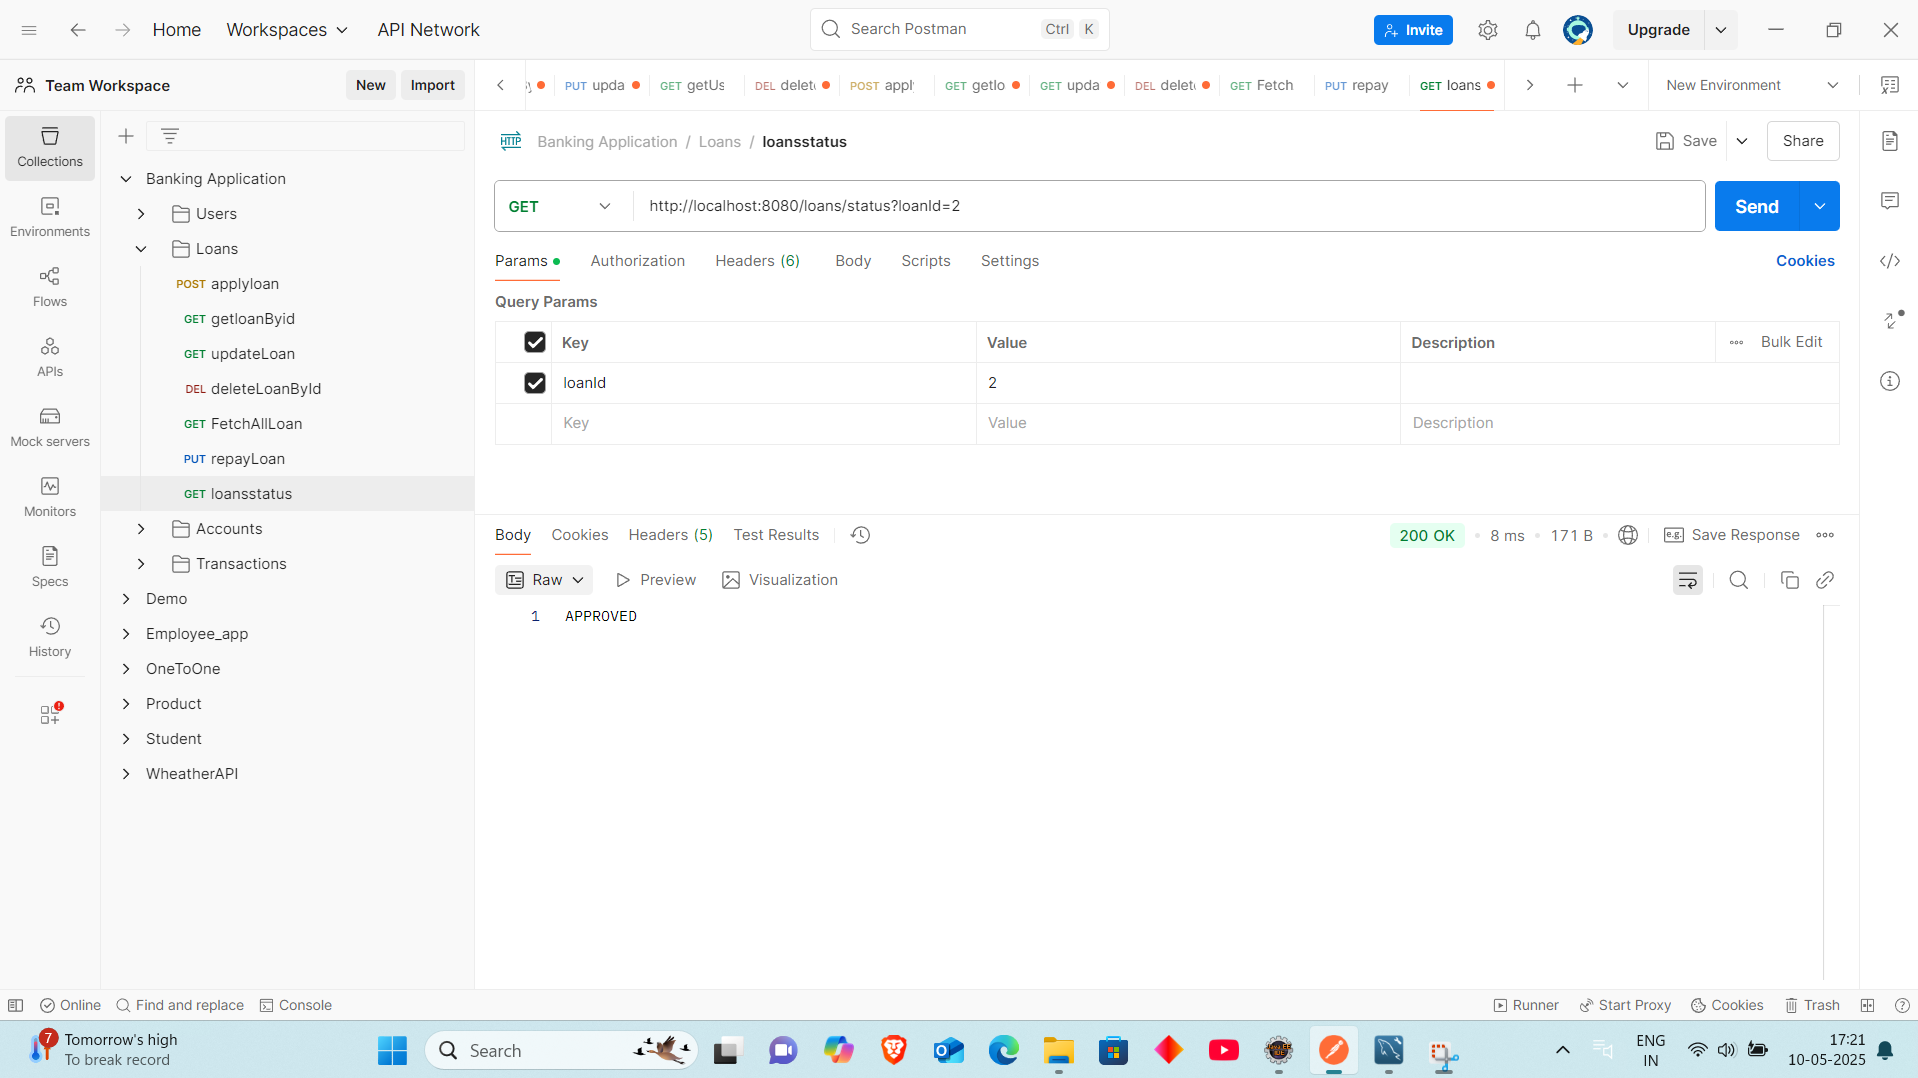 Home
Workspaces
API Network
Search Postman
Ctrl
K
Invite
Upgrade
Team Workspace
New
Import
PUT upda
GET getUs
DEL delet
POST appl
GET getlo
GET upda
DEL delet
GET Fetch
PUT repay
GET loans
New Environment
Collections
Environments
Flows
APIs
Mock servers
Monitors
Specs
History
Banking Application
Users
Loans
POST applyloan
GET getloanByid
GET updateLoan
DEL deleteLoanById
GET FetchAllLoan
PUT repayLoan
GET loansstatus
Accounts
Transactions
Demo
Employee_app
OneToOne
Product
Student
WheatherAPI
HTTP
Banking Application / Loans / loansstatus
Save
Share
GET
http://localhost:8080/loans/status?loanId=2
Send
Params
Authorization
Headers (6)
Body
Scripts
Settings
Cookies
Query Params
Key
Value
Description
Bulk Edit
loanId
2
Key
Value
Description
Body
Cookies
Headers (5)
Test Results
200 OK
8 ms
171 B
e.g.
Save Response
Raw
Preview
Visualization
1 APPROVED
Online
Find and replace
Console
Runner
Start Proxy
Cookies
Trash
7
Tomorrow's high
To break record
Search
ENG
IN
17:21
10-05-2025